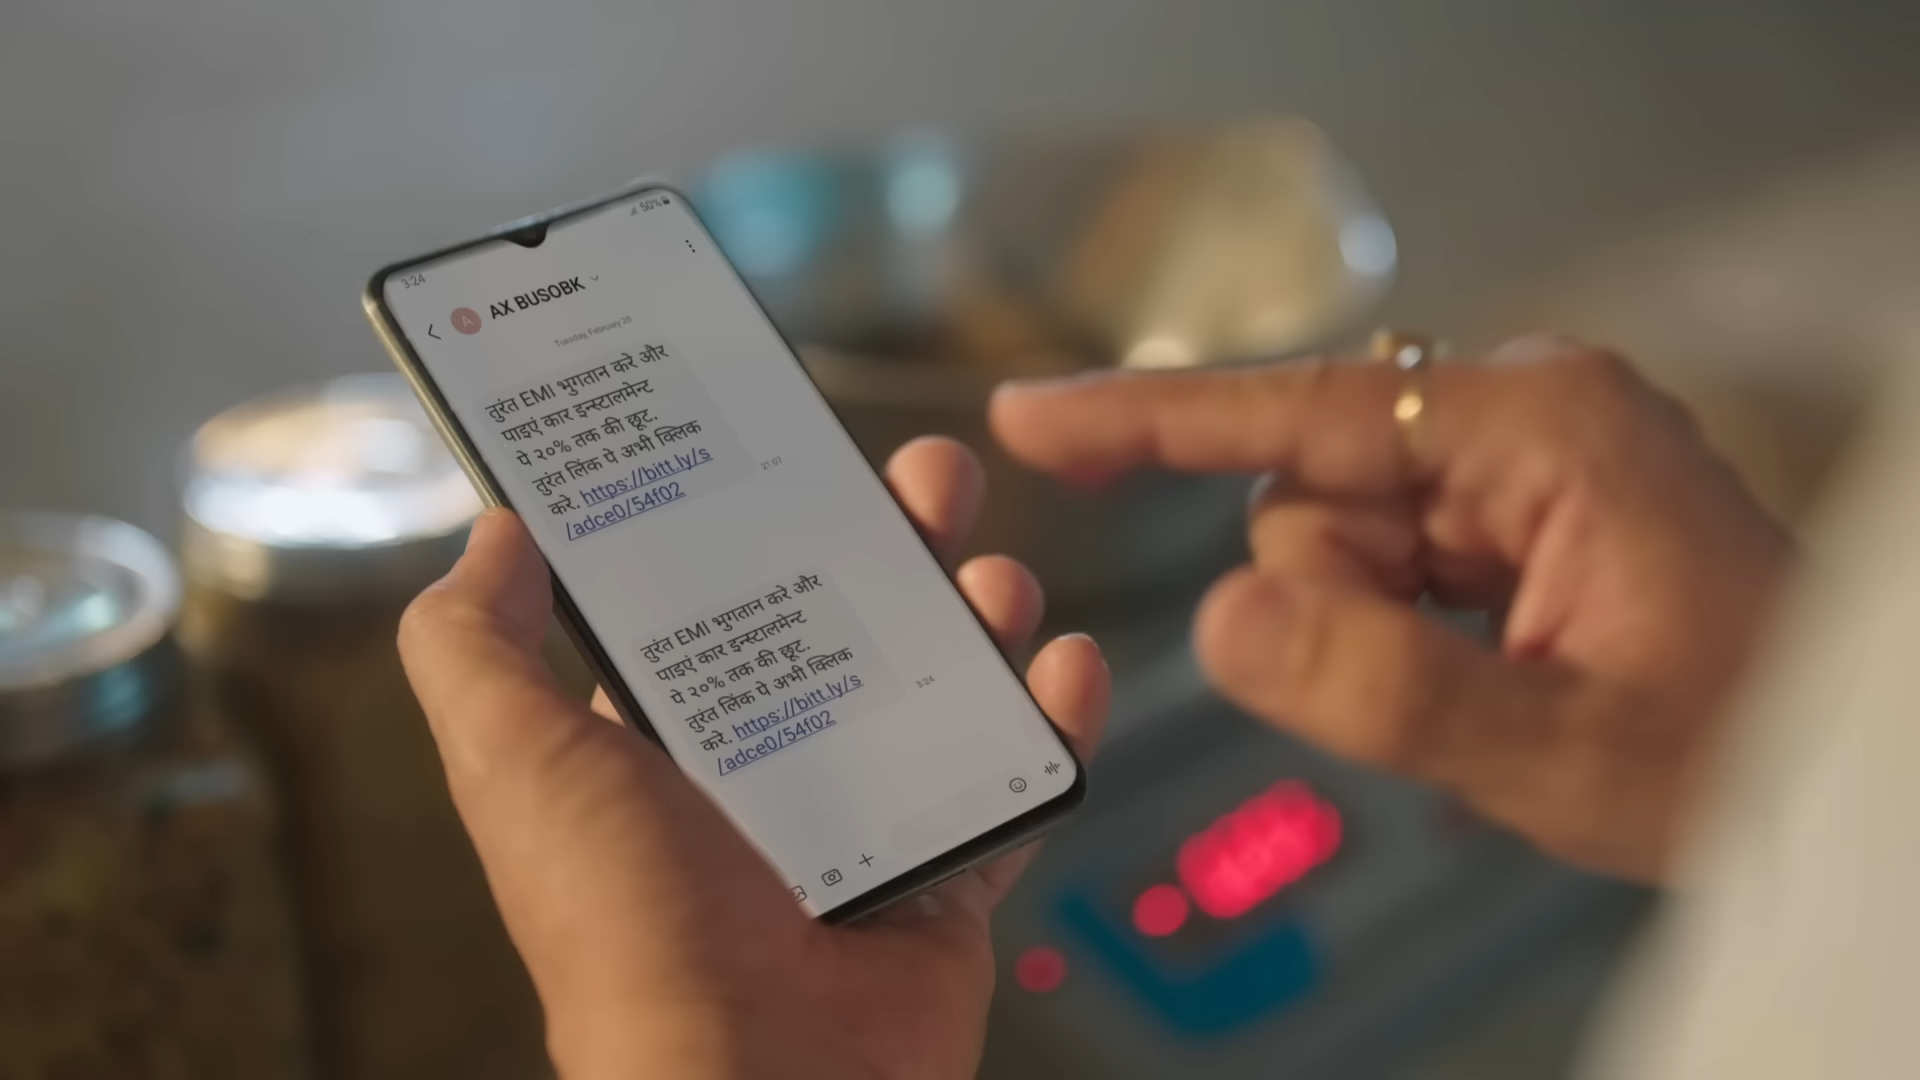 3:24
50%
A
AX BUSOBK
Tuesday, February 28
तुरंत EMI भुगतान करे और
पाइएं कार इन्स्टालमेन्ट
पे २०% तक की छूट.
तुरंत लिंक पे अभी क्लिक
करे. https://bitt.ly/s
/adce0/54f02
21:07
तुरंत EMI भुगतान करे और
पाइएं कार इन्स्टालमेन्ट
पे २०% तक की छूट.
तुरंत लिंक पे अभी क्लिक
करे. https://bitt.ly/s
/adce0/54f02
3:24